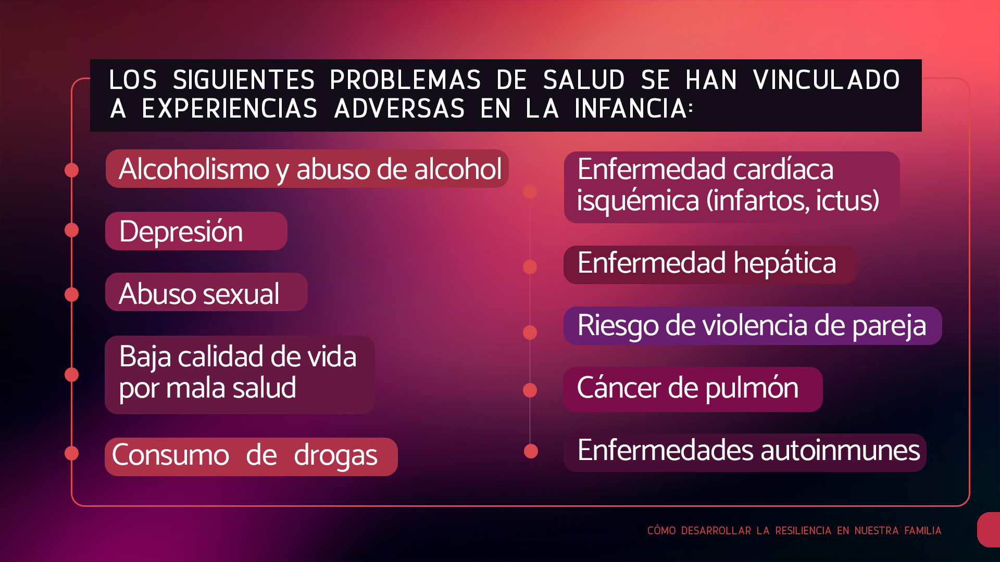 LOS SIGUIENTES PROBLEMAS DE SALUD SE HAN VINCULADO
A EXPERIENCIAS ADVERSAS EN LA INFANCIA:
Alcoholismo y abuso de alcohol
Depresión
Abuso sexual
Baja calidad de vida
por mala salud
Consumo de drogas
Enfermedad cardíaca
isquémica (infartos, ictus)
Enfermedad hepática
Riesgo de violencia de pareja
Cáncer de pulmón
Enfermedades autoinmunes
CÓMO DESARROLLAR LA RESILIENCIA EN NUESTRA FAMILIA